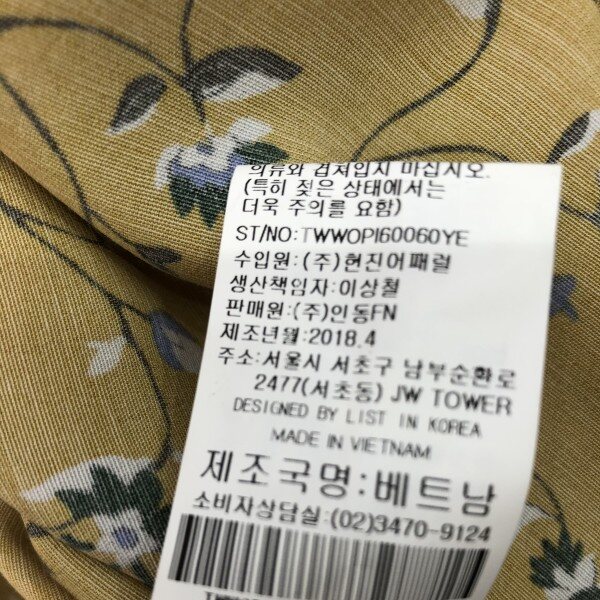 의류와 겹쳐입지 마십시오.
(특히 젖은 상태에서는
더욱 주의를 요함)
ST/NO:TWWOPI60060YE
수입원:(주)현진어패럴
생산책임자:이상철
판매원:(주)인동FN
제조년월:2018.4
주소:서울시 서초구 남부순환로
2477(서초동) JW TOWER
DESIGNED BY LIST IN KOREA
MADE IN VIETNAM
제조국명:베트남
소비자상담실:(02)3470-9124